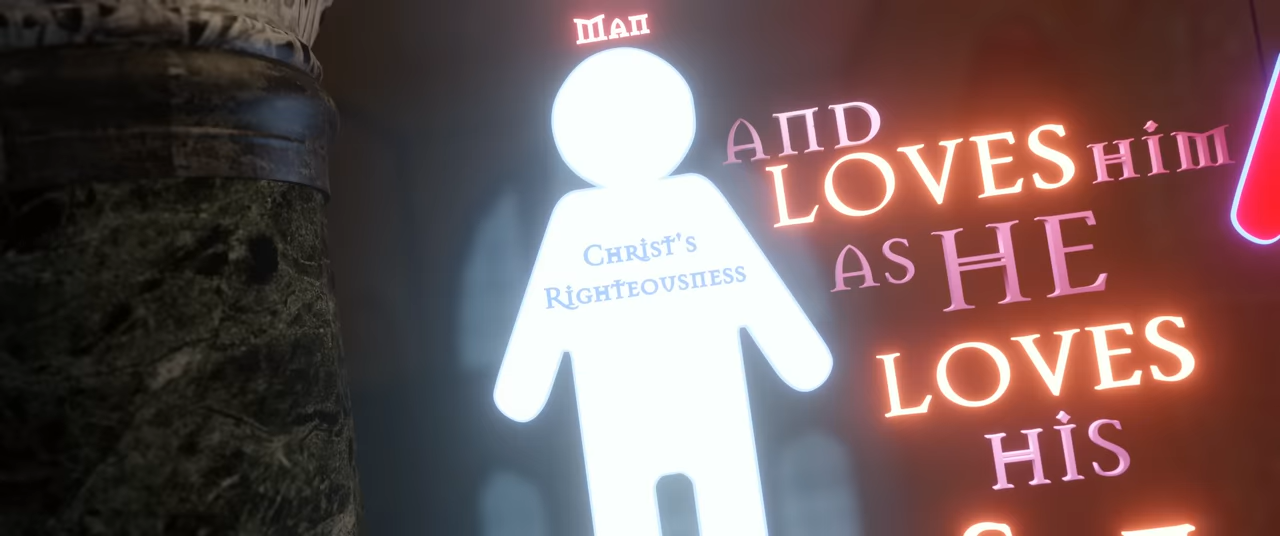 Man
Christ's
Righteousness
AND
LOVES HiM
AS HE
LOVES
HiS